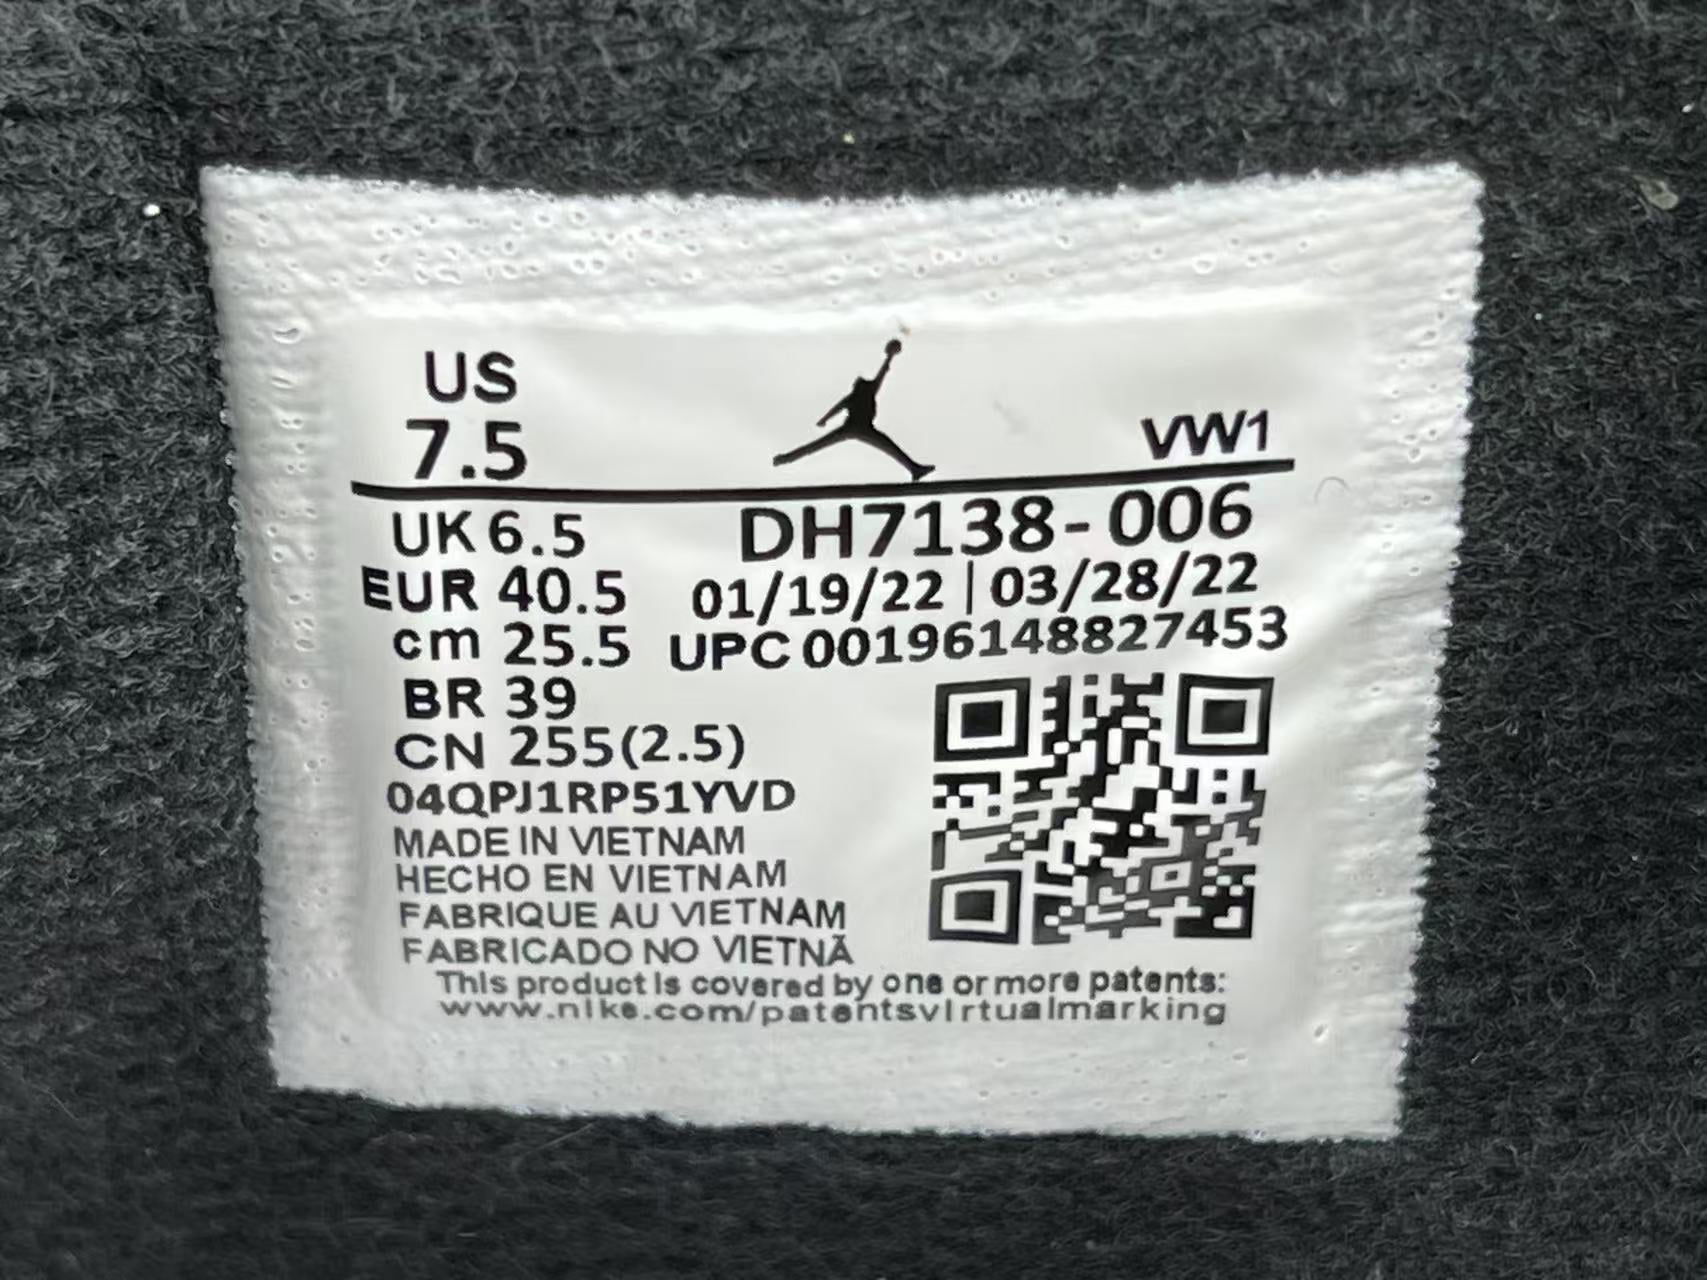 US
7.5
VW1
UK 6.5
DH7138-006
EUR 40.5
01/19/22 | 03/28/22
cm 25.5
UPC 00196148827453
BR 39
CN 255(2.5)
04QPJ1RP51YVD
MADE IN VIETNAM
HECHO EN VIETNAM
FABRIQUE AU VIETNAM
FABRICADO NO VIETNÃ
This product is covered by one or more patents:
www.nike.com/patentsvirtualmarking